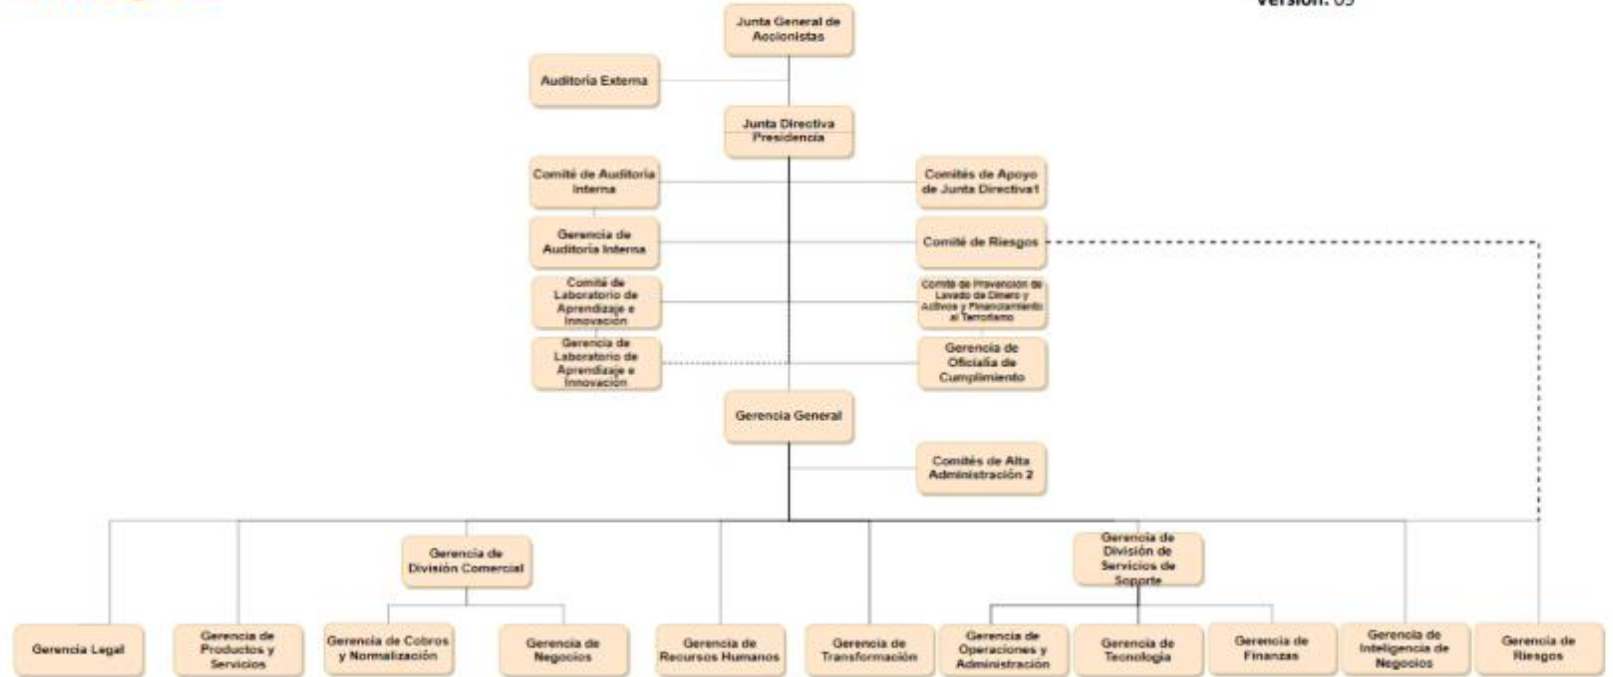 Versión: 09
Junta General de
Accionistas
Auditoría Externa
Junta Directiva
Presidencia
Comité de Auditoría
Interna
Comités de Apoyo
de Junta Directiva1
Gerencia de
Auditoría Interna
Comité de Riesgos
Comité de
Laboratorio de
Aprendizaje e
Innovación
Comité de Prevención de
Lavado de Dinero y
Activos y Financiamiento
al Terrorismo
Gerencia de
Laboratorio de
Aprendizaje e
Innovación
Gerencia de
Oficialía de
Cumplimiento
Gerencia General
Comités de Alta
Administración 2
Gerencia de
División Comercial
Gerencia de
División de
Servicios de
Soporte
Gerencia Legal
Gerencia de
Productos y
Servicios
Gerencia de Cobros
y Normalización
Gerencia de
Negocios
Gerencia de
Recursos Humanos
Gerencia de
Transformación
Gerencia de
Operaciones y
Administración
Gerencia de
Tecnología
Gerencia de
Finanzas
Gerencia de
Inteligencia de
Negocios
Gerencia de
Riesgos